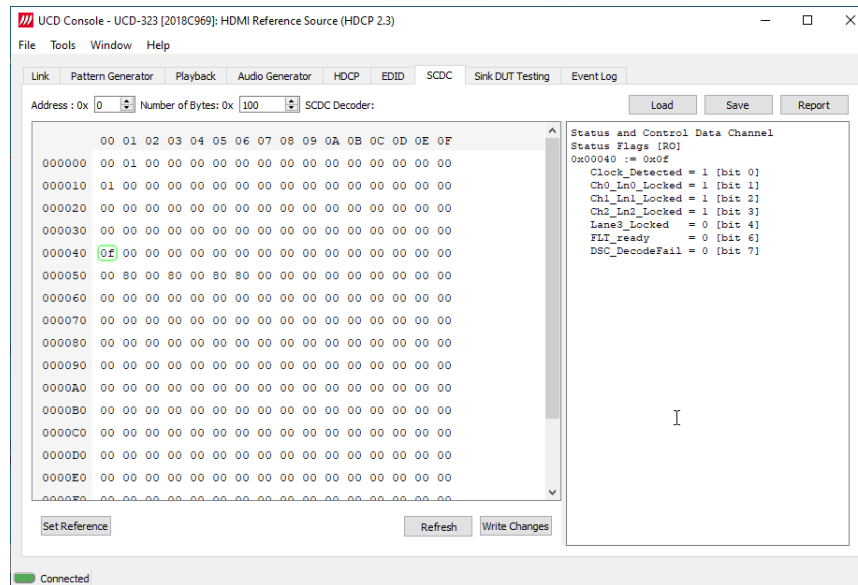 UCD Console - UCD-323 [2018C969]: HDMI Reference Source (HDCP 2.3)
File Tools Window Help
Link Pattern Generator Playback Audio Generator HDCP EDID SCDC Sink DUT Testing Event Log
Address : 0x 0 Number of Bytes: 0x 100 SCDC Decoder: Load Save Report
00 01 02 03 04 05 06 07 08 09 0A 0B 0C 0D 0E 0F
000000 00 01 00 00 00 00 00 00 00 00 00 00 00 00 00 00
000010 01 00 00 00 00 00 00 00 00 00 00 00 00 00 00 00
000020 00 00 00 00 00 00 00 00 00 00 00 00 00 00 00 00
000030 00 00 00 00 00 00 00 00 00 00 00 00 00 00 00 00
000040 0f 00 00 00 00 00 00 00 00 00 00 00 00 00 00 00
000050 00 80 00 80 00 80 80 00 00 00 00 00 00 00 00 00
000060 00 00 00 00 00 00 00 00 00 00 00 00 00 00 00 00
000070 00 00 00 00 00 00 00 00 00 00 00 00 00 00 00 00
000080 00 00 00 00 00 00 00 00 00 00 00 00 00 00 00 00
000090 00 00 00 00 00 00 00 00 00 00 00 00 00 00 00 00
0000A0 00 00 00 00 00 00 00 00 00 00 00 00 00 00 00 00
0000B0 00 00 00 00 00 00 00 00 00 00 00 00 00 00 00 00
0000C0 00 00 00 00 00 00 00 00 00 00 00 00 00 00 00 00
0000D0 00 00 00 00 00 00 00 00 00 00 00 00 00 00 00 00
0000E0 00 00 00 00 00 00 00 00 00 00 00 00 00 00 00 00
0000F0 00 00 00 00 00 00 00 00 00 00 00 00 00 00 00 00
Status and Control Data Channel
Status Flags [RO]
0x00040 := 0x0f
Clock_Detected = 1 [bit 0]
Ch0_Ln0_Locked = 1 [bit 1]
Ch1_Ln1_Locked = 1 [bit 2]
Ch2_Ln2_Locked = 1 [bit 3]
Lane3_Locked = 0 [bit 4]
FLT_ready = 0 [bit 6]
DSC_DecodeFail = 0 [bit 7]
Set Reference Refresh Write Changes
Connected